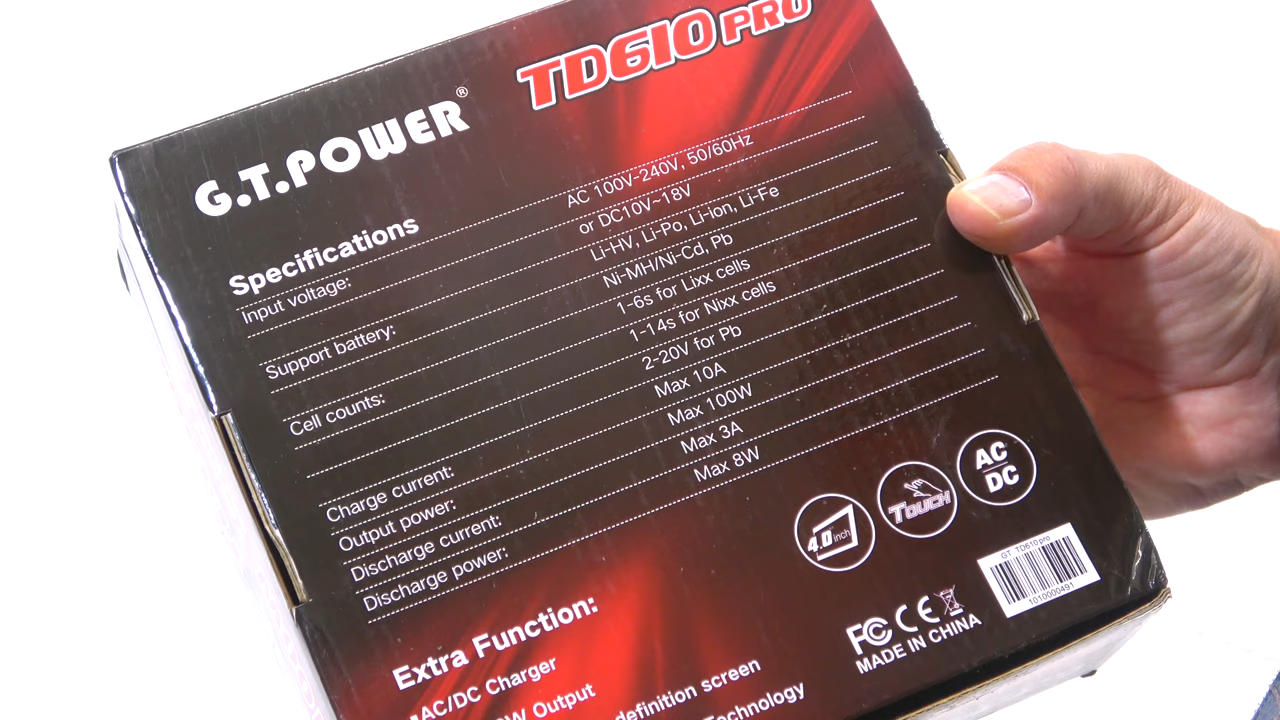 TD610 PRO
G.T.POWER®
Specifications
Input voltage: AC 100V-240V, 50/60Hz
or DC10V~18V
Support battery: Li-HV, Li-Po, Li-ion, Li-Fe
Ni-MH/Ni-Cd, Pb
Cell counts: 1-6s for Lixx cells
1-14s for Nixx cells
2-20V for Pb
Charge current: Max 10A
Output power: Max 100W
Discharge current: Max 3A
Discharge power: Max 8W
4.0 inch
TOUCH
AC
DC
GT TD610pro
1010000491
FC CE
MADE IN CHINA
Extra Function:
AC/DC Charger
Output
definition screen
Technology